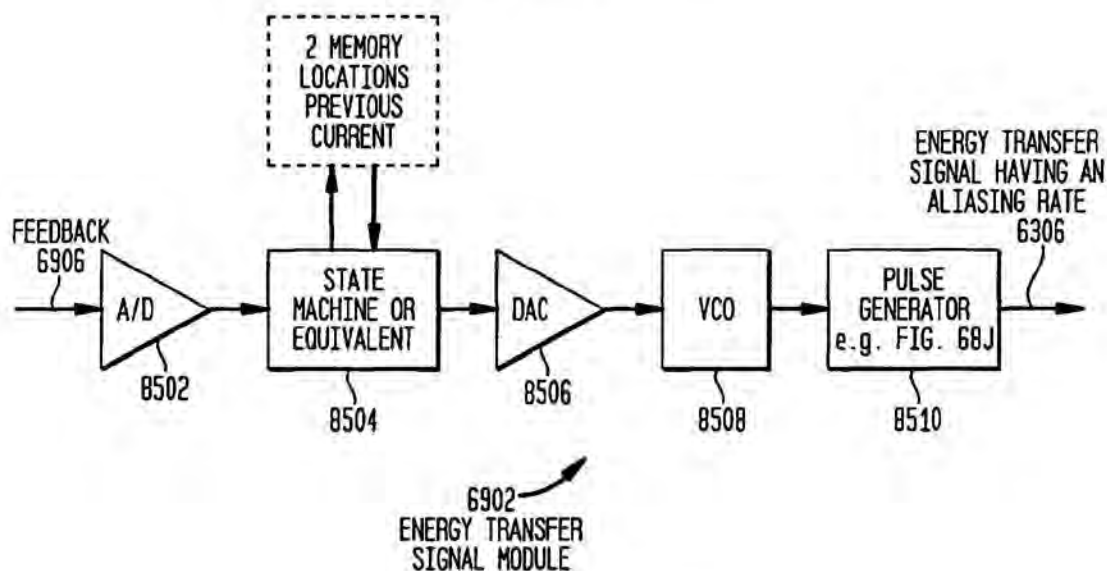 2 MEMORY
LOCATIONS
PREVIOUS
CURRENT
ENERGY TRANSFER
SIGNAL HAVING AN
ALIASING RATE
6306
FEEDBACK
6906
A/D
8502
STATE
MACHINE OR
EQUIVALENT
8504
DAC
8506
VCO
8508
PULSE
GENERATOR
e.g. FIG. 68J
8510
6902
ENERGY TRANSFER
SIGNAL MODULE